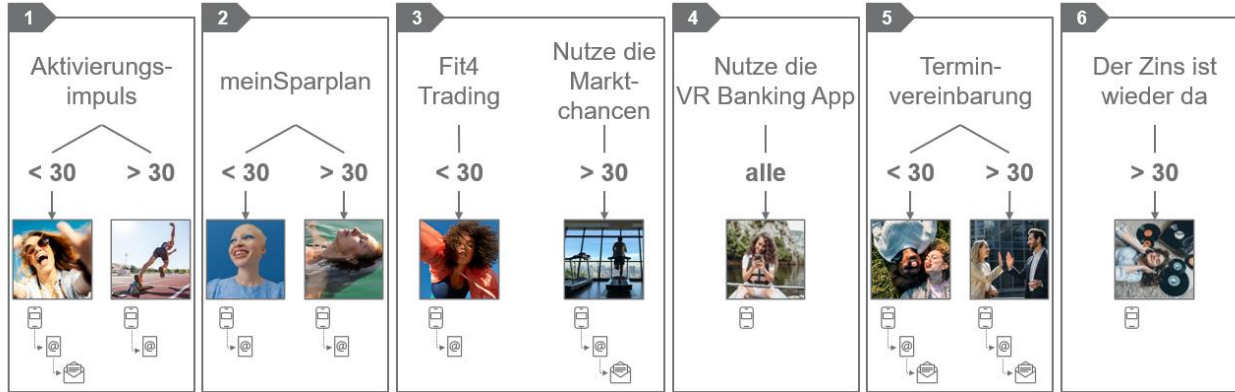 1
Aktivierungs-
impuls
< 30
> 30
@
@
2
meinSparplan
< 30
> 30
@
@
3
Fit4
Trading
< 30
@
Nutze die
Markt-
chancen
> 30
@
4
Nutze die
VR Banking App
alle
5
Termin-
vereinbarung
< 30
> 30
@
@
6
Der Zins ist
wieder da
> 30